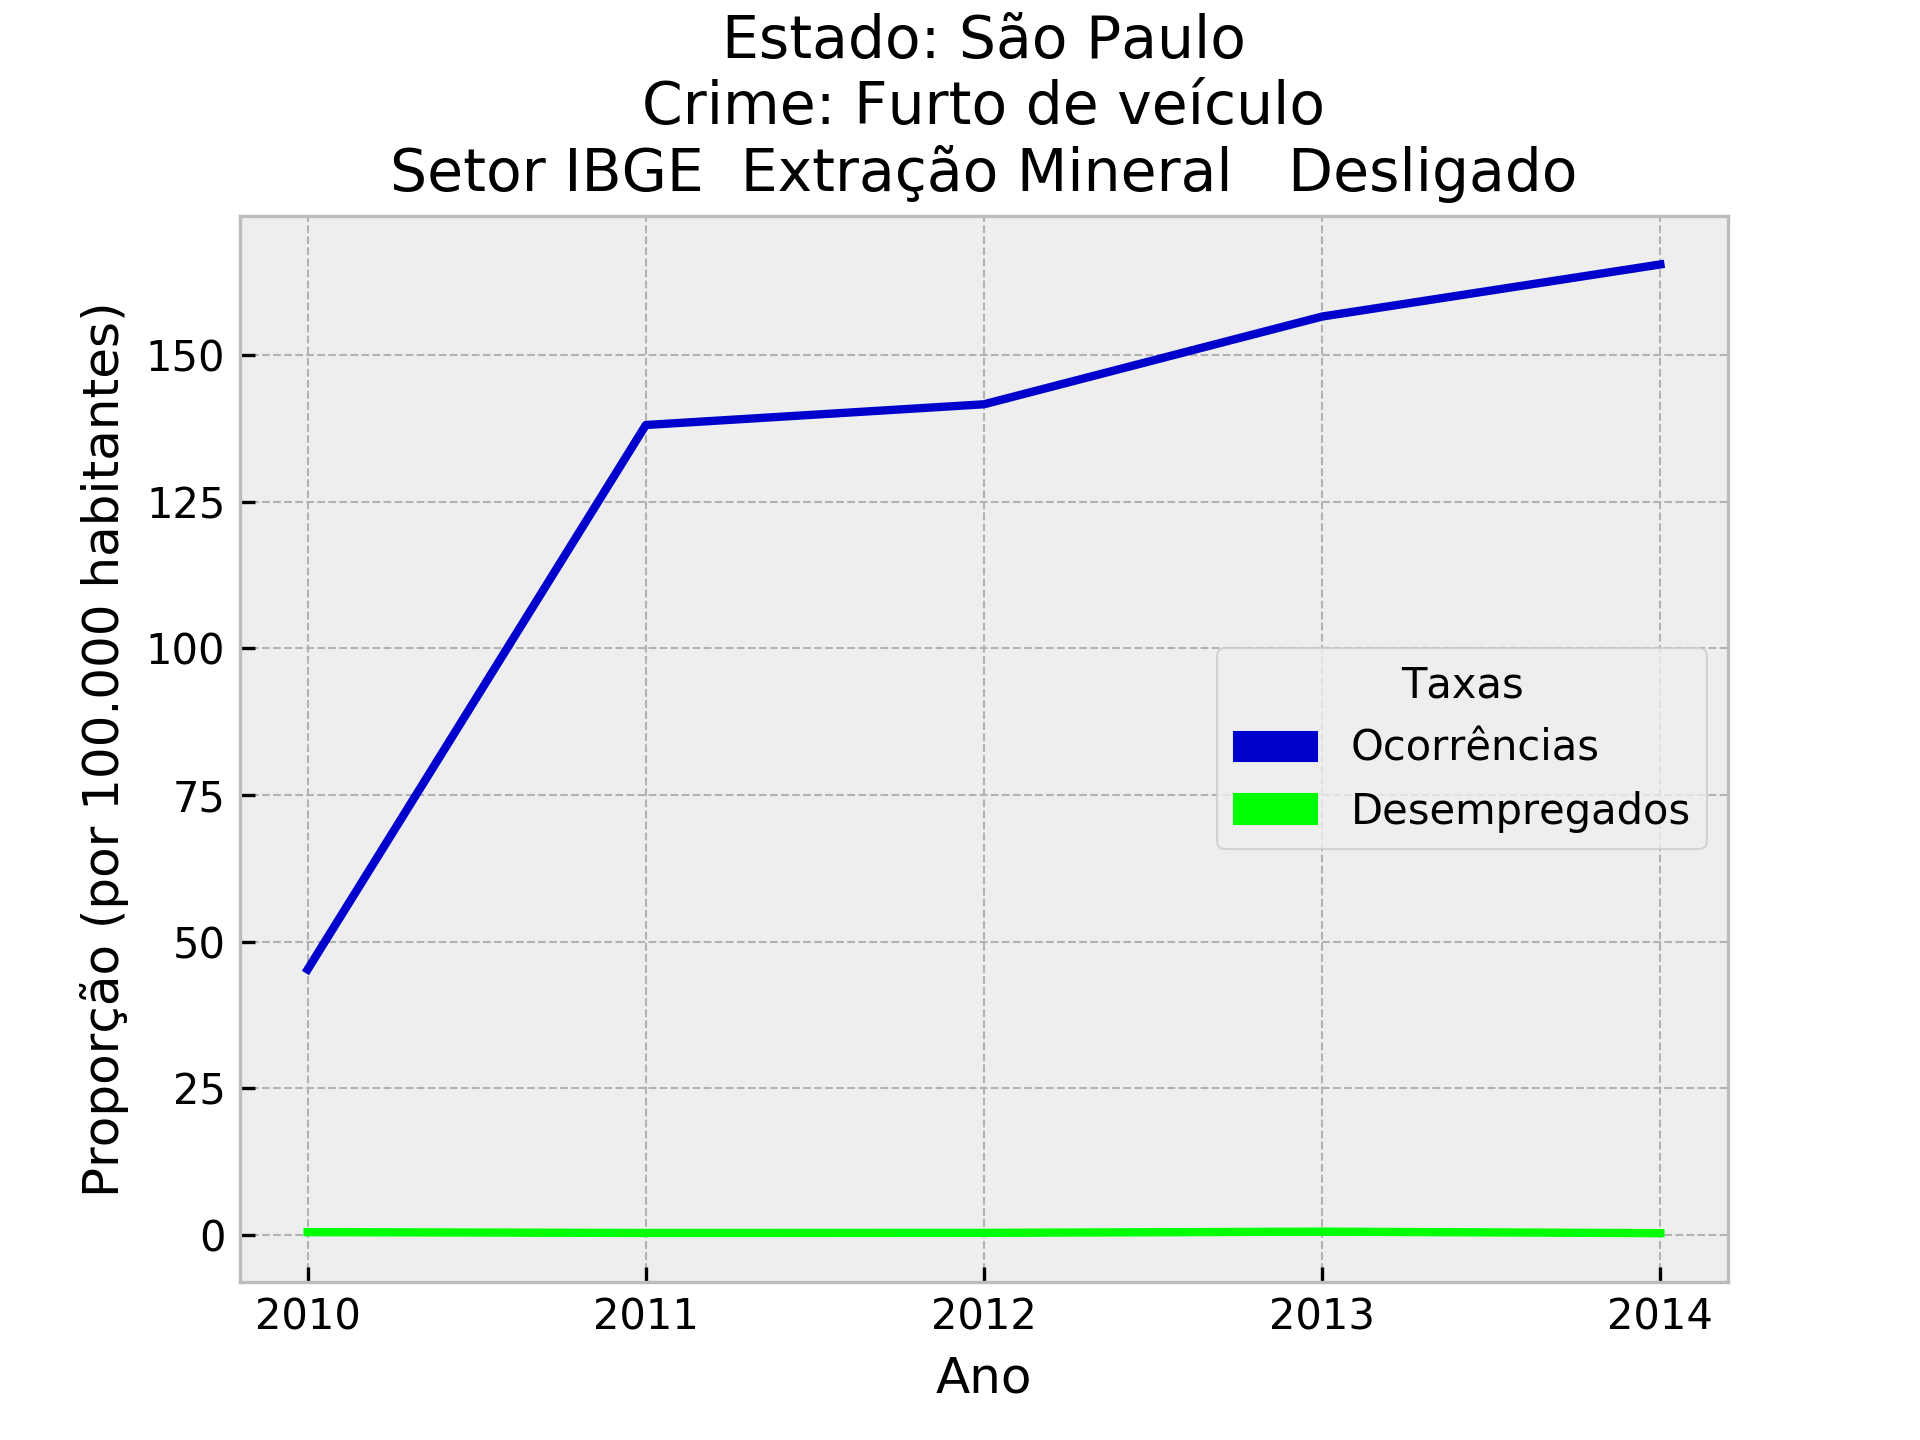 Estado: São Paulo
Crime: Furto de veículo
Setor IBGE  Extração Mineral   Desligado
Proporção (por 100.000 habitantes)
150
125
100
75
50
25
0
Taxas
Ocorrências
Desempregados
2010 2011 2012 2013 2014
Ano